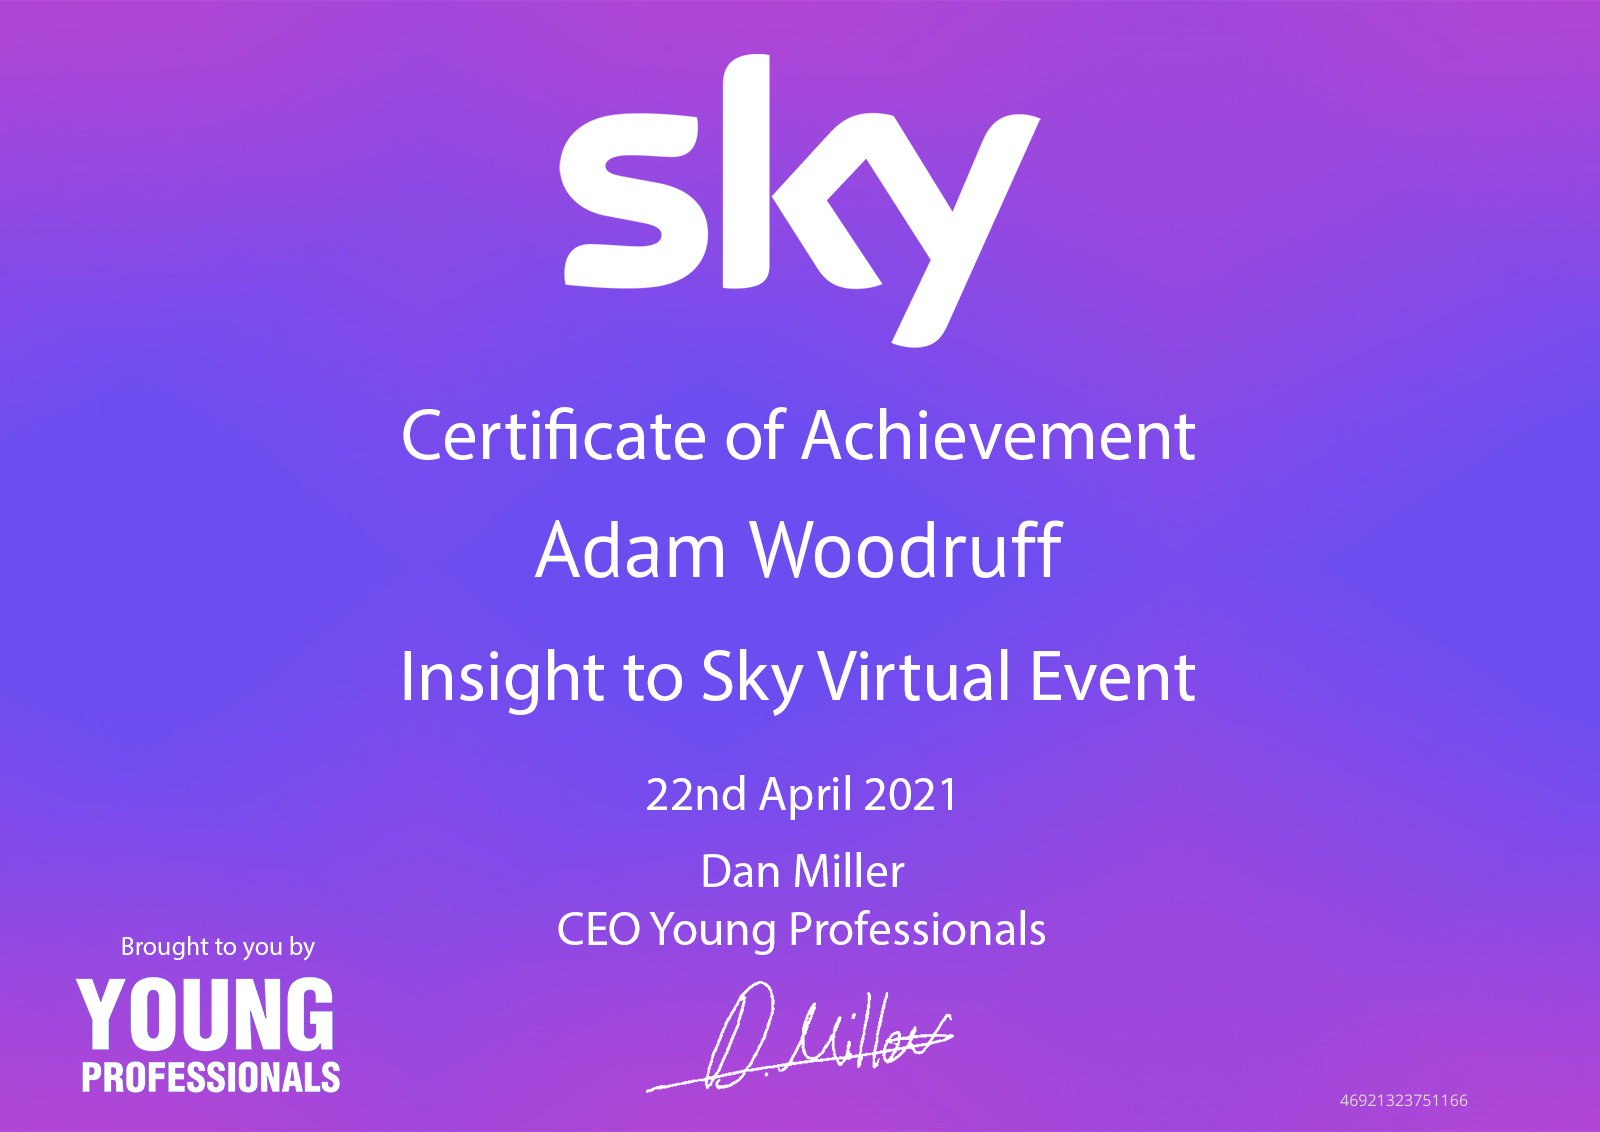 sky
Certificate of Achievement
Adam Woodruff
Insight to Sky Virtual Event
22nd April 2021
Dan Miller
CEO Young Professionals
D. Miller
Brought to you by
YOUNG
PROFESSIONALS
46921323751166